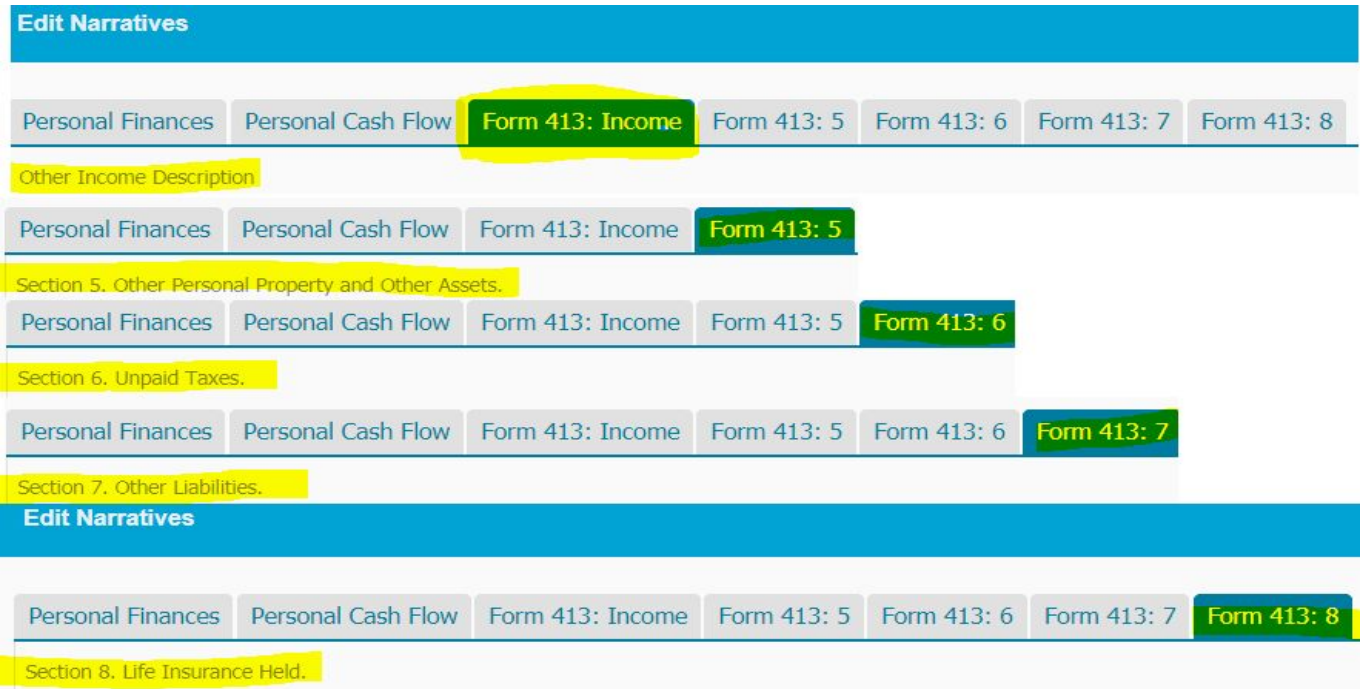 Edit Narratives
Personal Finances Personal Cash Flow Form 413: Income Form 413: 5 Form 413: 6 Form 413: 7 Form 413: 8
Other Income Description
Personal Finances Personal Cash Flow Form 413: Income Form 413: 5
Section 5. Other Personal Property and Other Assets.
Personal Finances Personal Cash Flow Form 413: Income Form 413: 5 Form 413: 6
Section 6. Unpaid Taxes.
Personal Finances Personal Cash Flow Form 413: Income Form 413: 5 Form 413: 6 Form 413: 7
Section 7. Other Liabilities.
Edit Narratives
Personal Finances Personal Cash Flow Form 413: Income Form 413: 5 Form 413: 6 Form 413: 7 Form 413: 8
Section 8. Life Insurance Held.